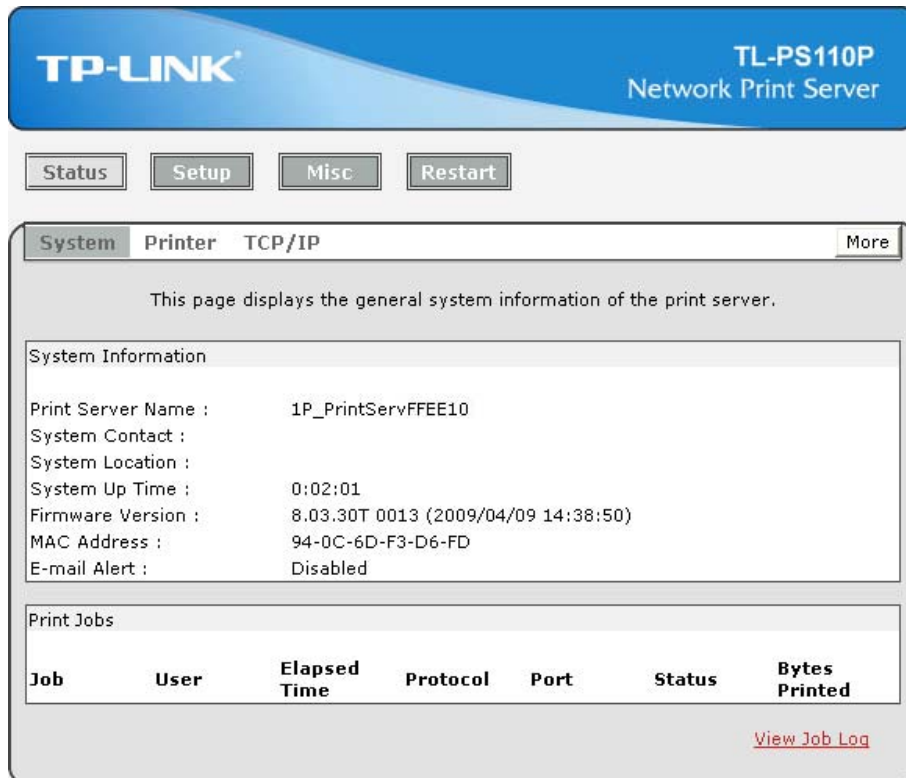 TP-LINK
TL-PS110P
Network Print Server
Status Setup Misc Restart
System Printer TCP/IP More
This page displays the general system information of the print server.
System Information
Print Server Name : 1P_PrintServFFEE10
System Contact :
System Location :
System Up Time : 0:02:01
Firmware Version : 8.03.30T 0013 (2009/04/09 14:38:50)
MAC Address : 94-0C-6D-F3-D6-FD
E-mail Alert : Disabled
Print Jobs
Job User Elapsed Time Protocol Port Status Bytes Printed
View Job Log